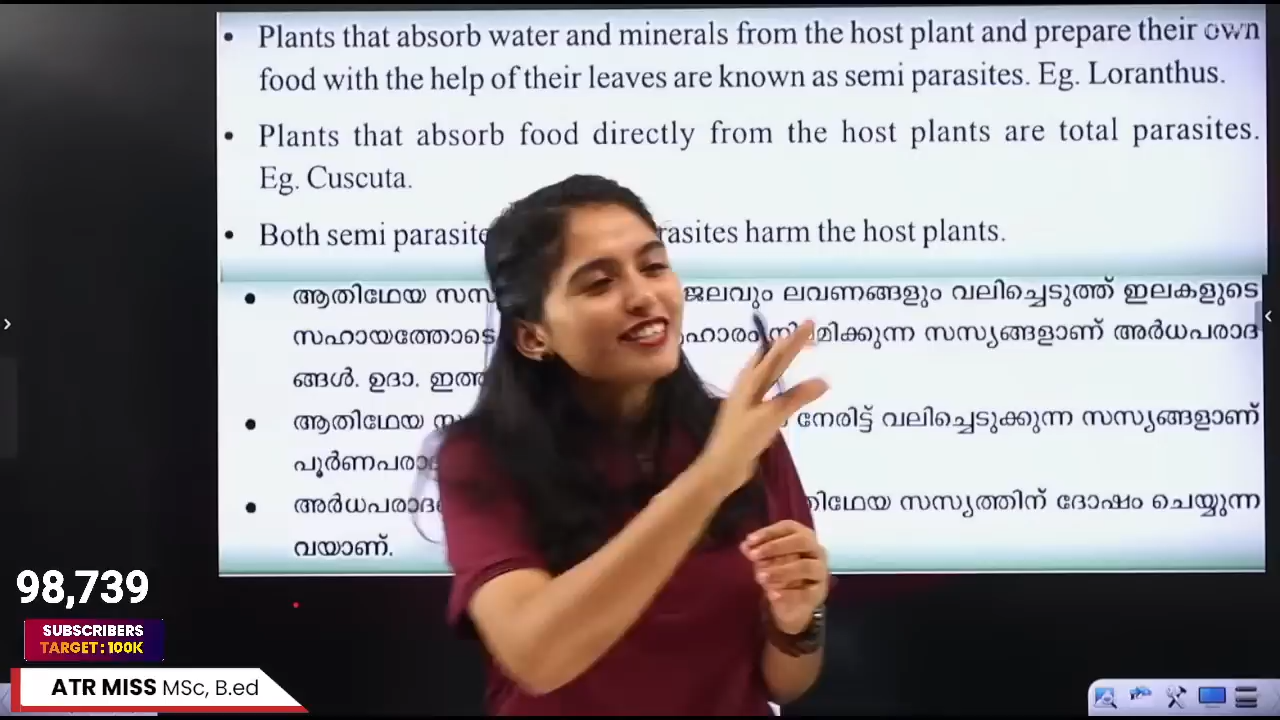 • Plants that absorb water and minerals from the host plant and prepare their own
food with the help of their leaves are known as semi parasites. Eg. Loranthus.
• Plants that absorb food directly from the host plants are total parasites.
Eg. Cuscuta.
• Both semi parasite rasites harm the host plants.
• ആതിഥേയ സസ ജലവും ലവണങ്ങളും വലിച്ചെടുത്ത് ഇലകളുടെ
സഹായത്തോടെ ഹാരം നിർമിക്കുന്ന സസ്യങ്ങളാണ് അർധപരാദ
ങ്ങൾ. ഉദാ. ഇത്ത
• ആതിഥേയ സ നേരിട്ട് വലിച്ചെടുക്കുന്ന സസ്യങ്ങളാണ്
പൂർണപരാദ
• അർധപരാദ തിഥേയ സസ്യത്തിന് ദോഷം ചെയ്യുന്ന
വയാണ്.
98,739
SUBSCRIBERS
TARGET : 100K
ATR MISS MSc, B.ed